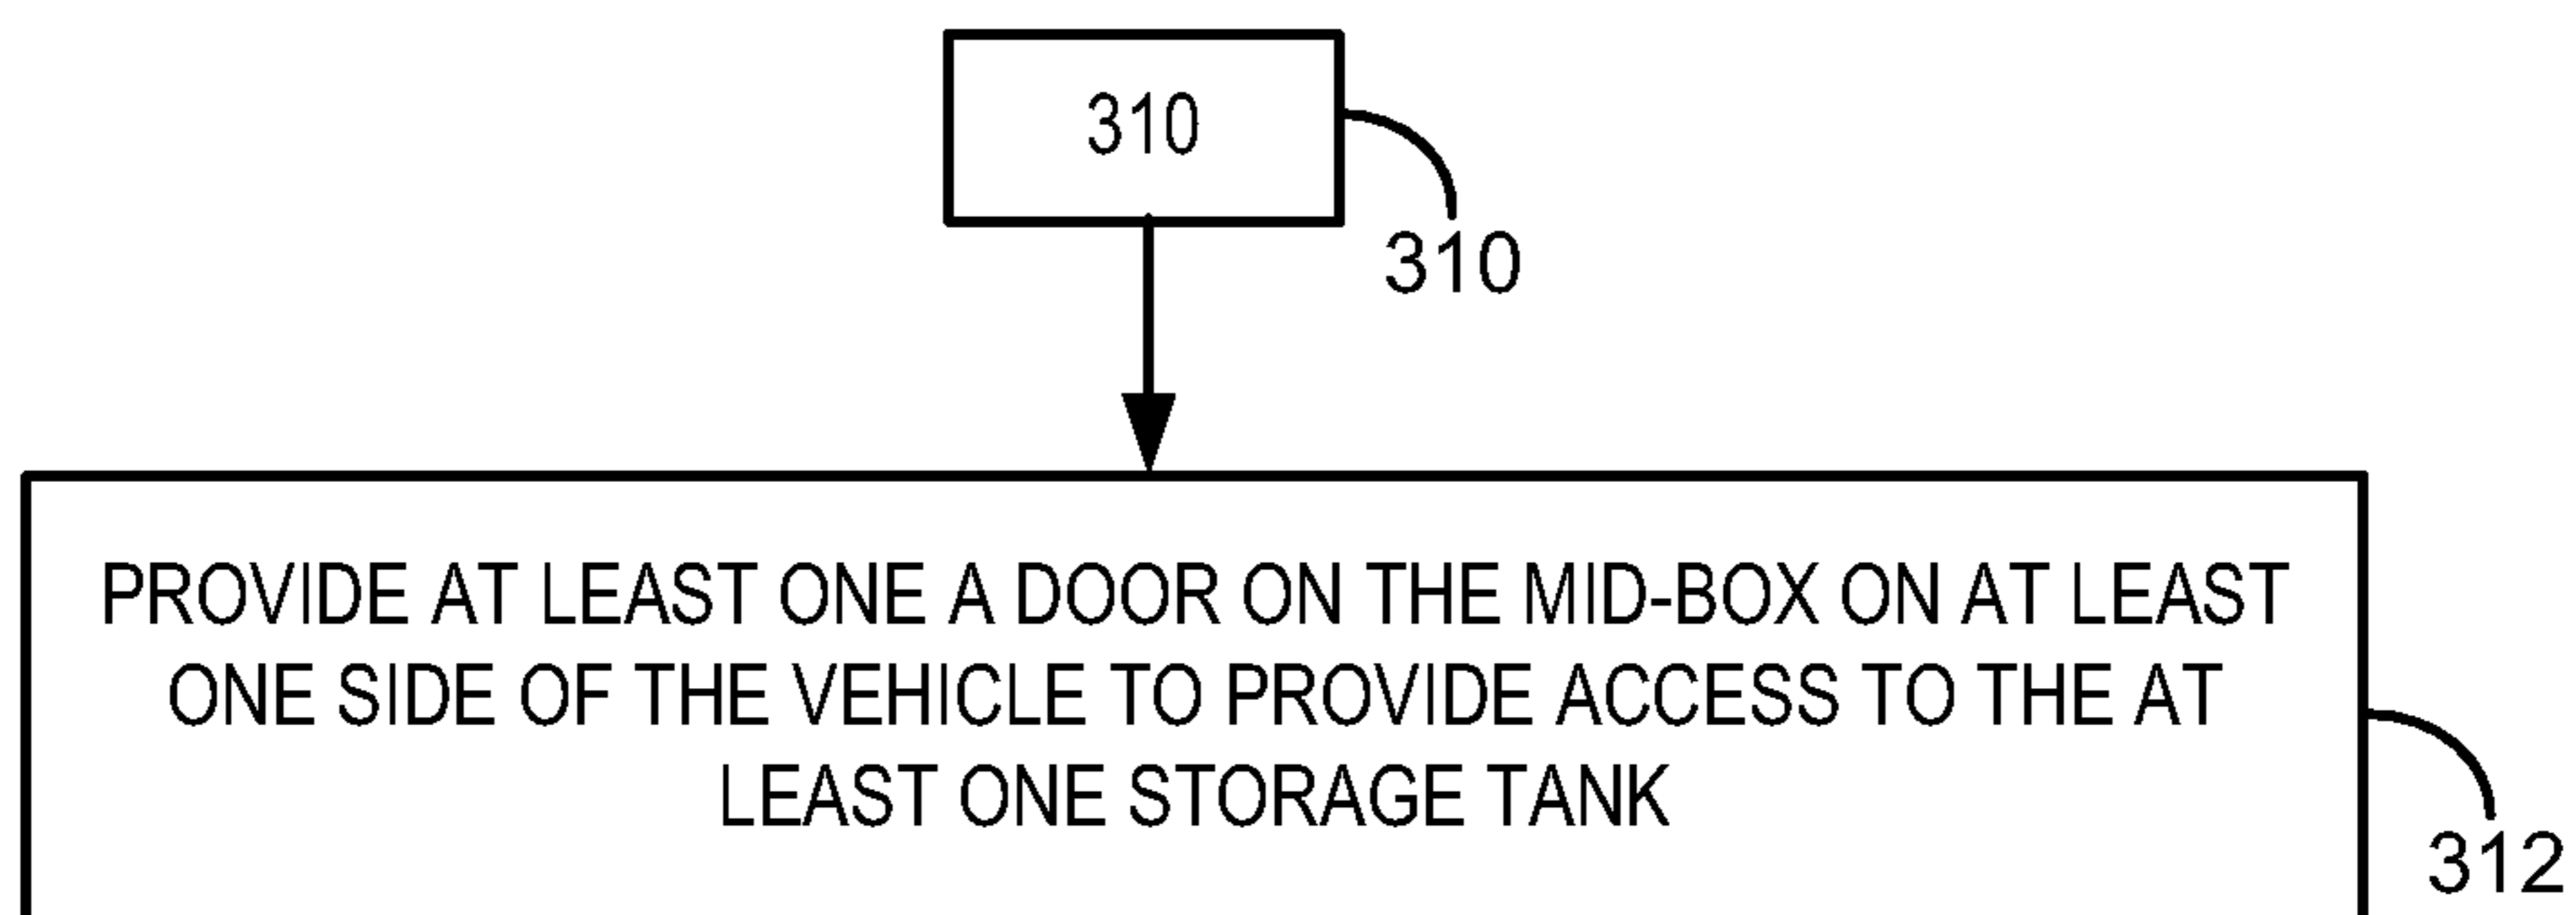 310
310
PROVIDE AT LEAST ONE A DOOR ON THE MID-BOX ON AT LEAST
ONE SIDE OF THE VEHICLE TO PROVIDE ACCESS TO THE AT
LEAST ONE STORAGE TANK
312